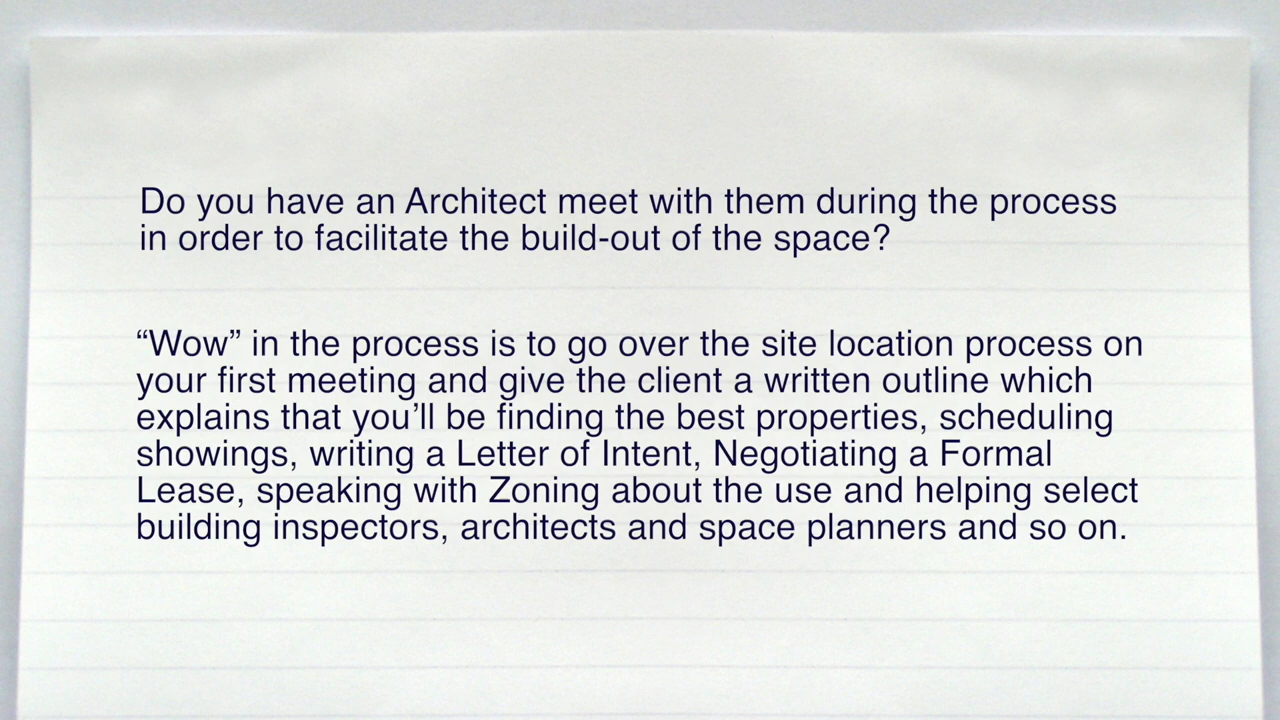 Do you have an Architect meet with them during the process
in order to facilitate the build-out of the space?
“Wow” in the process is to go over the site location process on
your first meeting and give the client a written outline which
explains that you’ll be finding the best properties, scheduling
showings, writing a Letter of Intent, Negotiating a Formal
Lease, speaking with Zoning about the use and helping select
building inspectors, architects and space planners and so on.